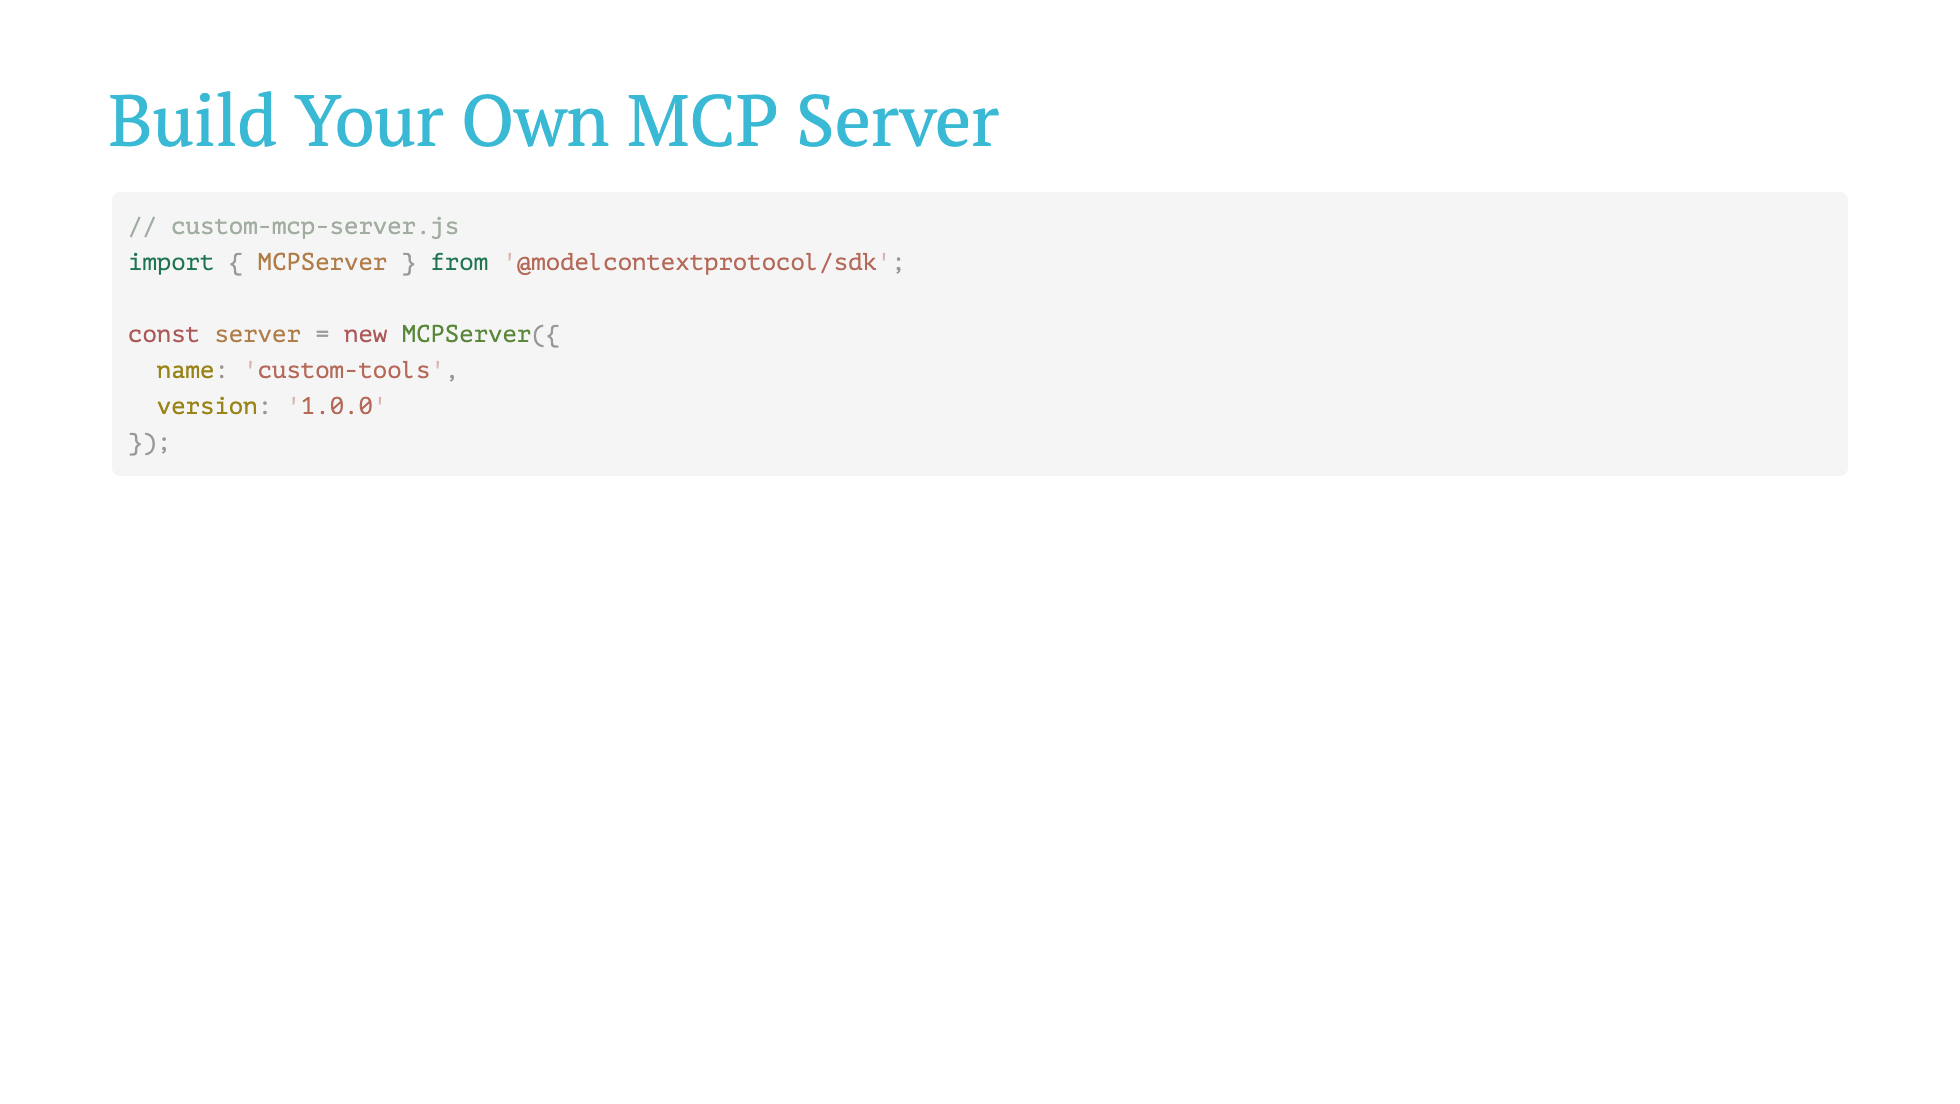 Build Your Own MCP Server
// custom-mcp-server.js
import { MCPServer } from '@modelcontextprotocol/sdk';
const server = new MCPServer({
  name: 'custom-tools',
  version: '1.0.0'
});